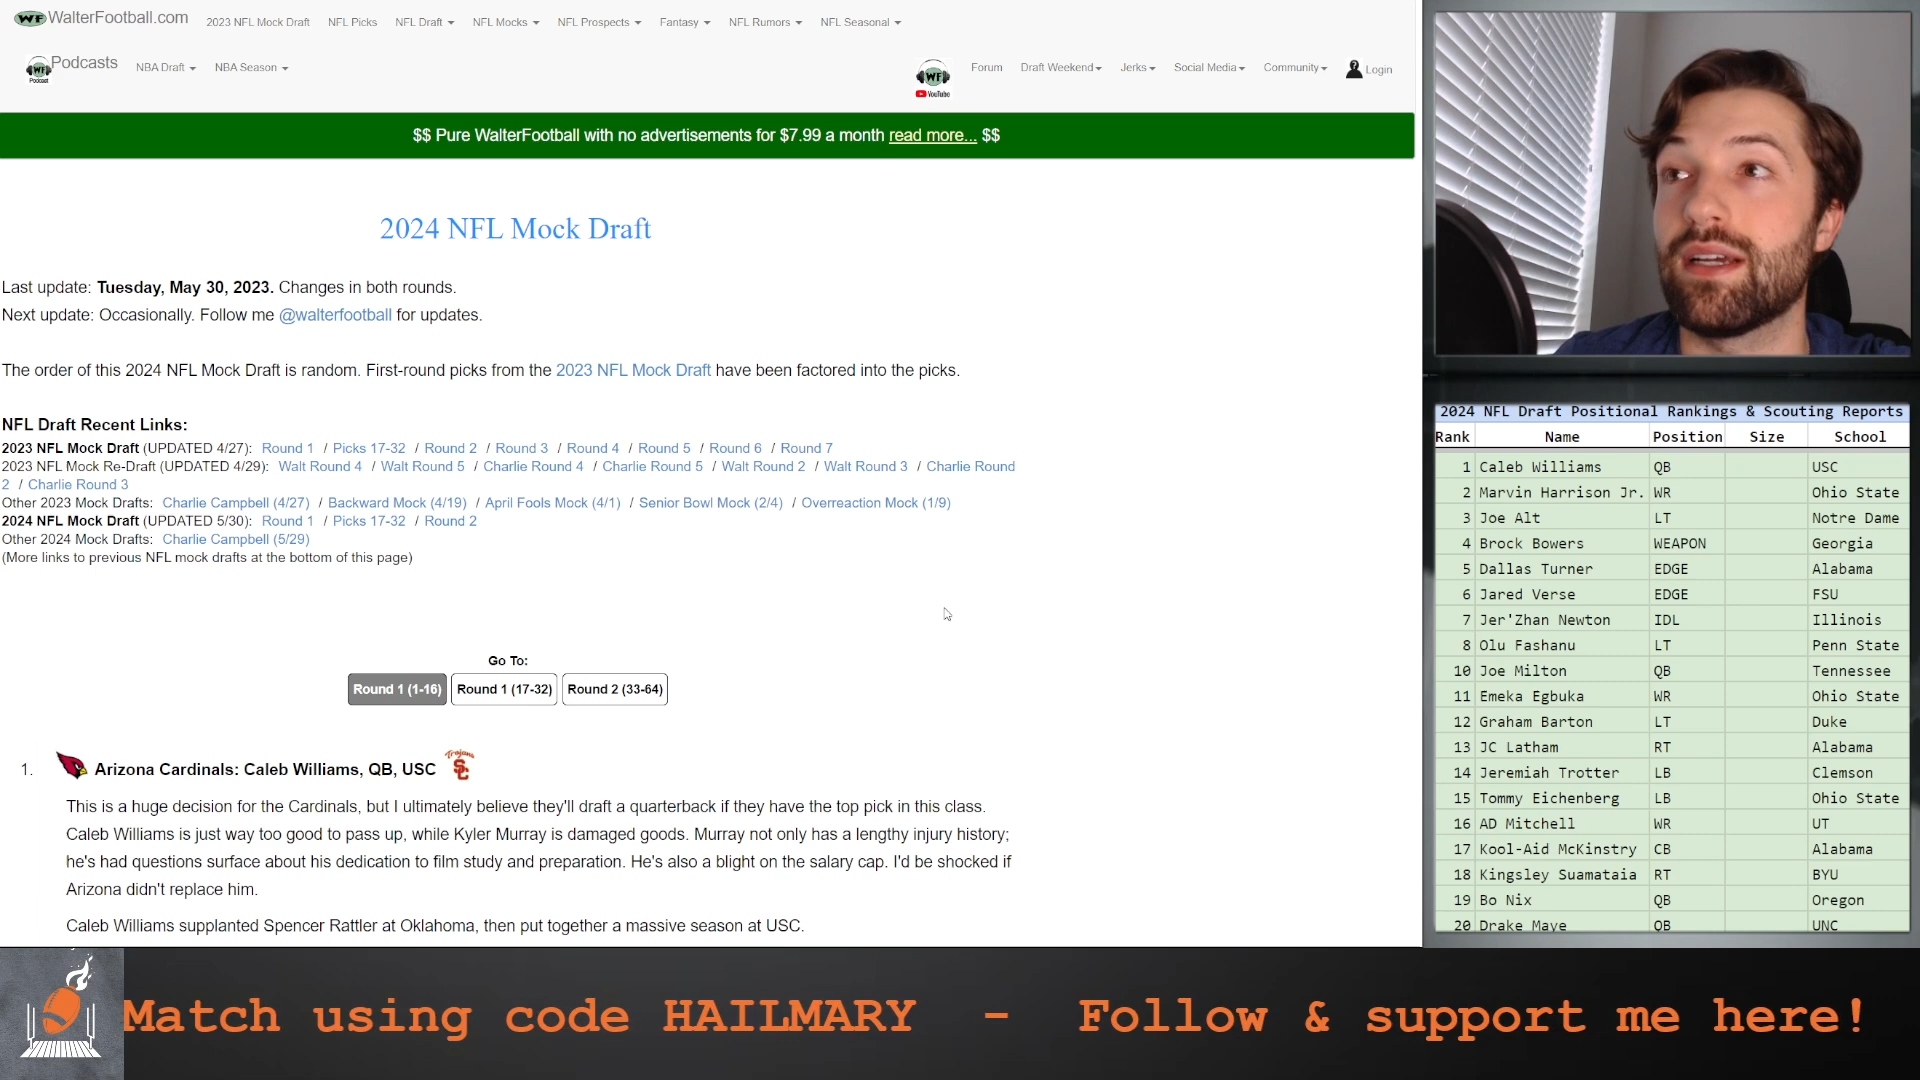 WF WalterFootball.com 2023 NFL Mock Draft NFL Picks NFL Draft NFL Mocks NFL Prospects Fantasy NFL Rumors NFL Seasonal
WF Podcast Podcasts NBA Draft NBA Season WF YouTube Forum Draft Weekend Jerks Social Media Community Login
$$ Pure WalterFootball with no advertisements for $7.99 a month read more... $$
2024 NFL Mock Draft
Last update: Tuesday, May 30, 2023. Changes in both rounds.
Next update: Occasionally. Follow me @walterfootball for updates.
The order of this 2024 NFL Mock Draft is random. First-round picks from the 2023 NFL Mock Draft have been factored into the picks.
NFL Draft Recent Links:
2023 NFL Mock Draft (UPDATED 4/27): Round 1 / Picks 17-32 / Round 2 / Round 3 / Round 4 / Round 5 / Round 6 / Round 7
2023 NFL Mock Re-Draft (UPDATED 4/29): Walt Round 4 / Walt Round 5 / Charlie Round 4 / Charlie Round 5 / Walt Round 2 / Walt Round 3 / Charlie Round
2 / Charlie Round 3
Other 2023 Mock Drafts: Charlie Campbell (4/27) / Backward Mock (4/19) / April Fools Mock (4/1) / Senior Bowl Mock (2/4) / Overreaction Mock (1/9)
2024 NFL Mock Draft (UPDATED 5/30): Round 1 / Picks 17-32 / Round 2
Other 2024 Mock Drafts: Charlie Campbell (5/29)
(More links to previous NFL mock drafts at the bottom of this page)
Go To:
Round 1 (1-16) Round 1 (17-32) Round 2 (33-64)
1. Arizona Cardinals: Caleb Williams, QB, USC Trojans SC
This is a huge decision for the Cardinals, but I ultimately believe they'll draft a quarterback if they have the top pick in this class.
Caleb Williams is just way too good to pass up, while Kyler Murray is damaged goods. Murray not only has a lengthy injury history;
he's had questions surface about his dedication to film study and preparation. He's also a blight on the salary cap. I'd be shocked if
Arizona didn't replace him.
Caleb Williams supplanted Spencer Rattler at Oklahoma, then put together a massive season at USC.
2024 NFL Draft Positional Rankings & Scouting Reports
Rank Name Position Size School
1 Caleb Williams QB USC
2 Marvin Harrison Jr. WR Ohio State
3 Joe Alt LT Notre Dame
4 Brock Bowers WEAPON Georgia
5 Dallas Turner EDGE Alabama
6 Jared Verse EDGE FSU
7 Jer'Zhan Newton IDL Illinois
8 Olu Fashanu LT Penn State
10 Joe Milton QB Tennessee
11 Emeka Egbuka WR Ohio State
12 Graham Barton LT Duke
13 JC Latham RT Alabama
14 Jeremiah Trotter LB Clemson
15 Tommy Eichenberg LB Ohio State
16 AD Mitchell WR UT
17 Kool-Aid McKinstry CB Alabama
18 Kingsley Suamataia RT BYU
19 Bo Nix QB Oregon
20 Drake Maye QB UNC
Match using code HAILMARY - Follow & support me here!